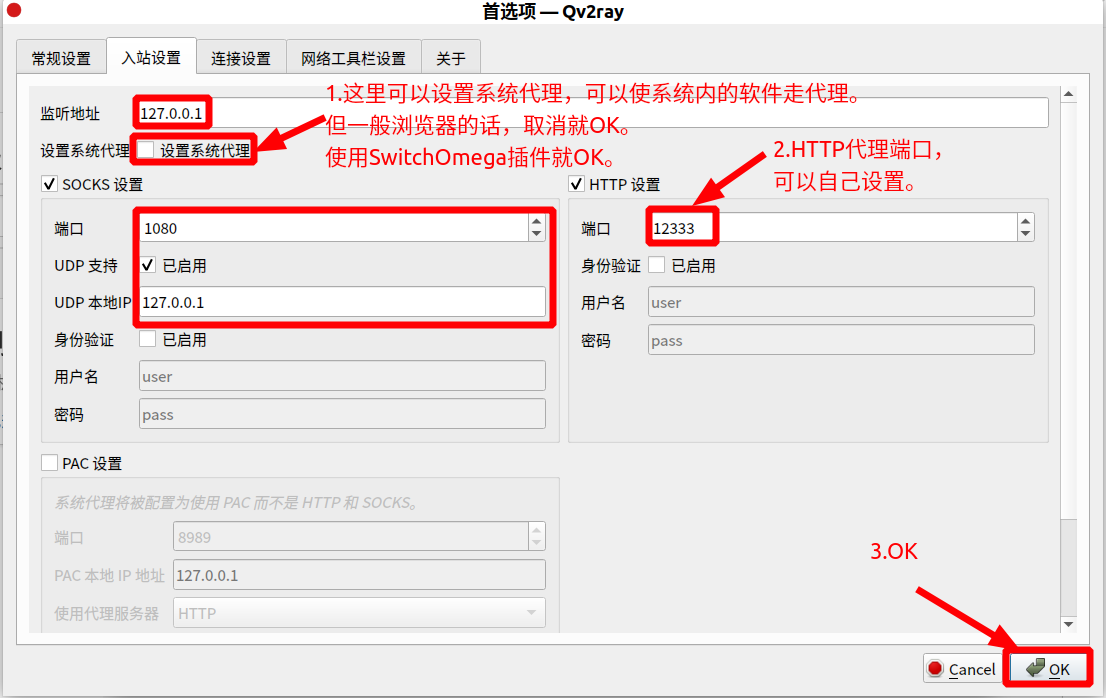 首选项 — Qv2ray
常规设置 入站设置 连接设置 网络工具栏设置 关于
1.这里可以设置系统代理，可以使系统内的软件走代理。
监听地址 127.0.0.1
但一般浏览器的话，取消就OK。
设置系统代理 设置系统代理
使用SwitchOmega插件就OK。
2.HTTP代理端口，
可以自己设置。
SOCKS 设置
端口 1080
UDP 支持 已启用
UDP 本地IP 127.0.0.1
身份验证 已启用
用户名 user
密码 pass
HTTP 设置
端口 12333
身份验证 已启用
用户名 user
密码 pass
PAC 设置
系统代理将被配置为使用 PAC 而不是 HTTP 和 SOCKS。
端口 8989
PAC 本地 IP 地址 127.0.0.1
使用代理服务器 HTTP
3.OK
Cancel OK